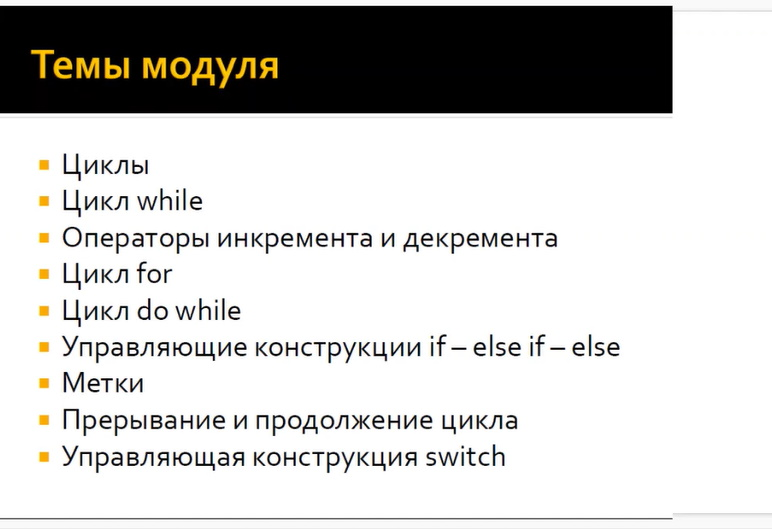 Темы модуля
Циклы
Цикл while
Операторы инкремента и декремента
Цикл for
Цикл do while
Управляющие конструкции if – else if – else
Метки
Прерывание и продолжение цикла
Управляющая конструкция switch